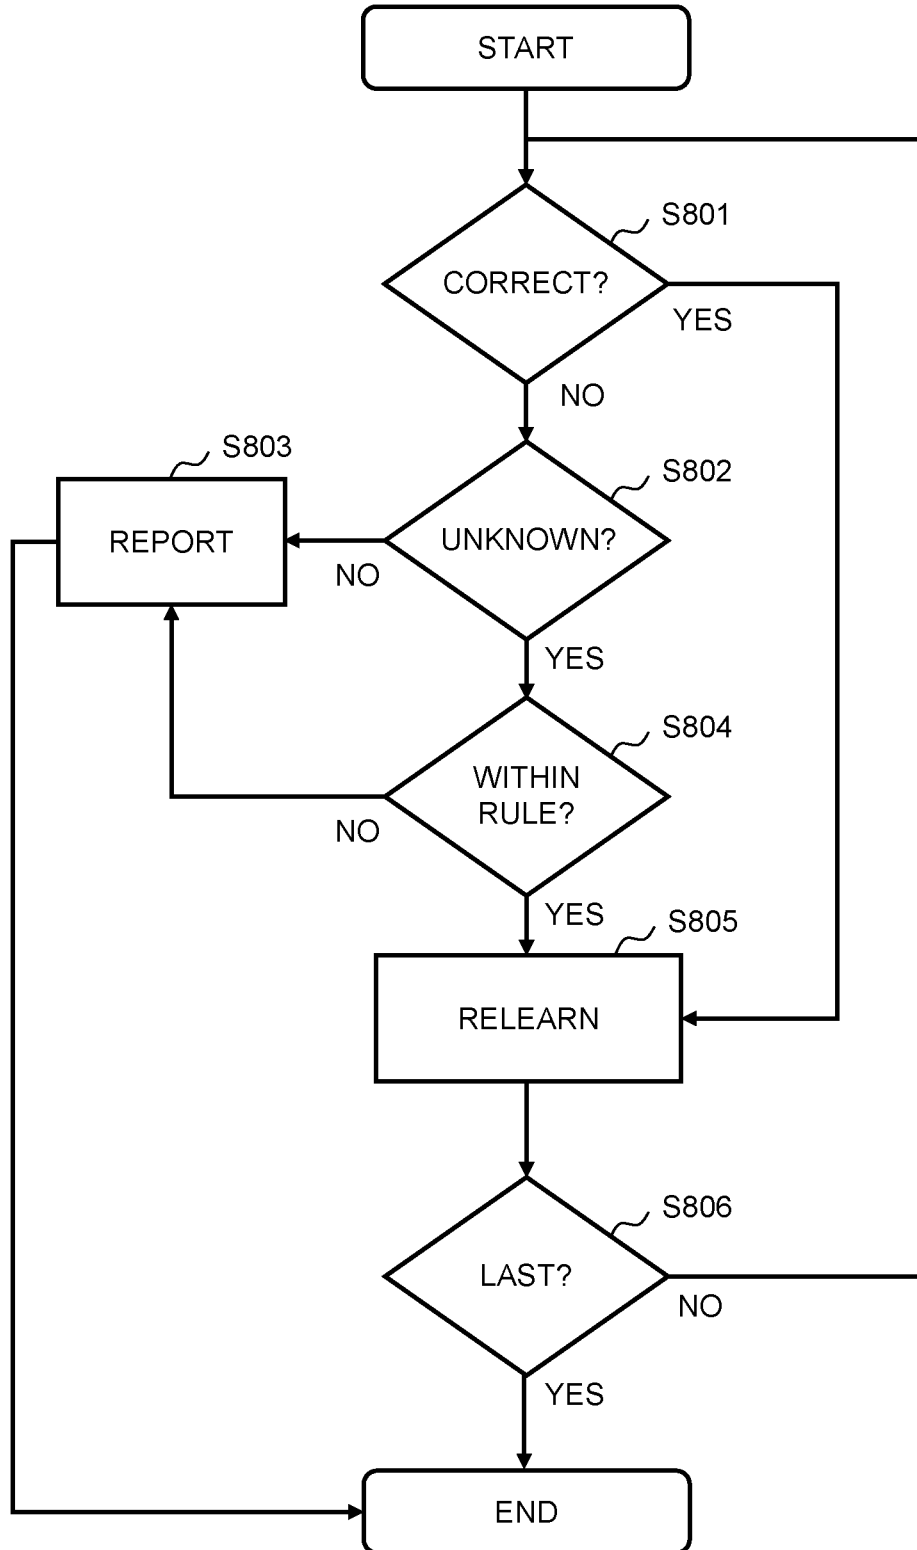 START
S801
CORRECT?
YES
NO
S803
S802
REPORT
UNKNOWN?
NO
YES
S804
WITHIN
RULE?
NO
YES
S805
RELEARN
S806
LAST?
NO
YES
END